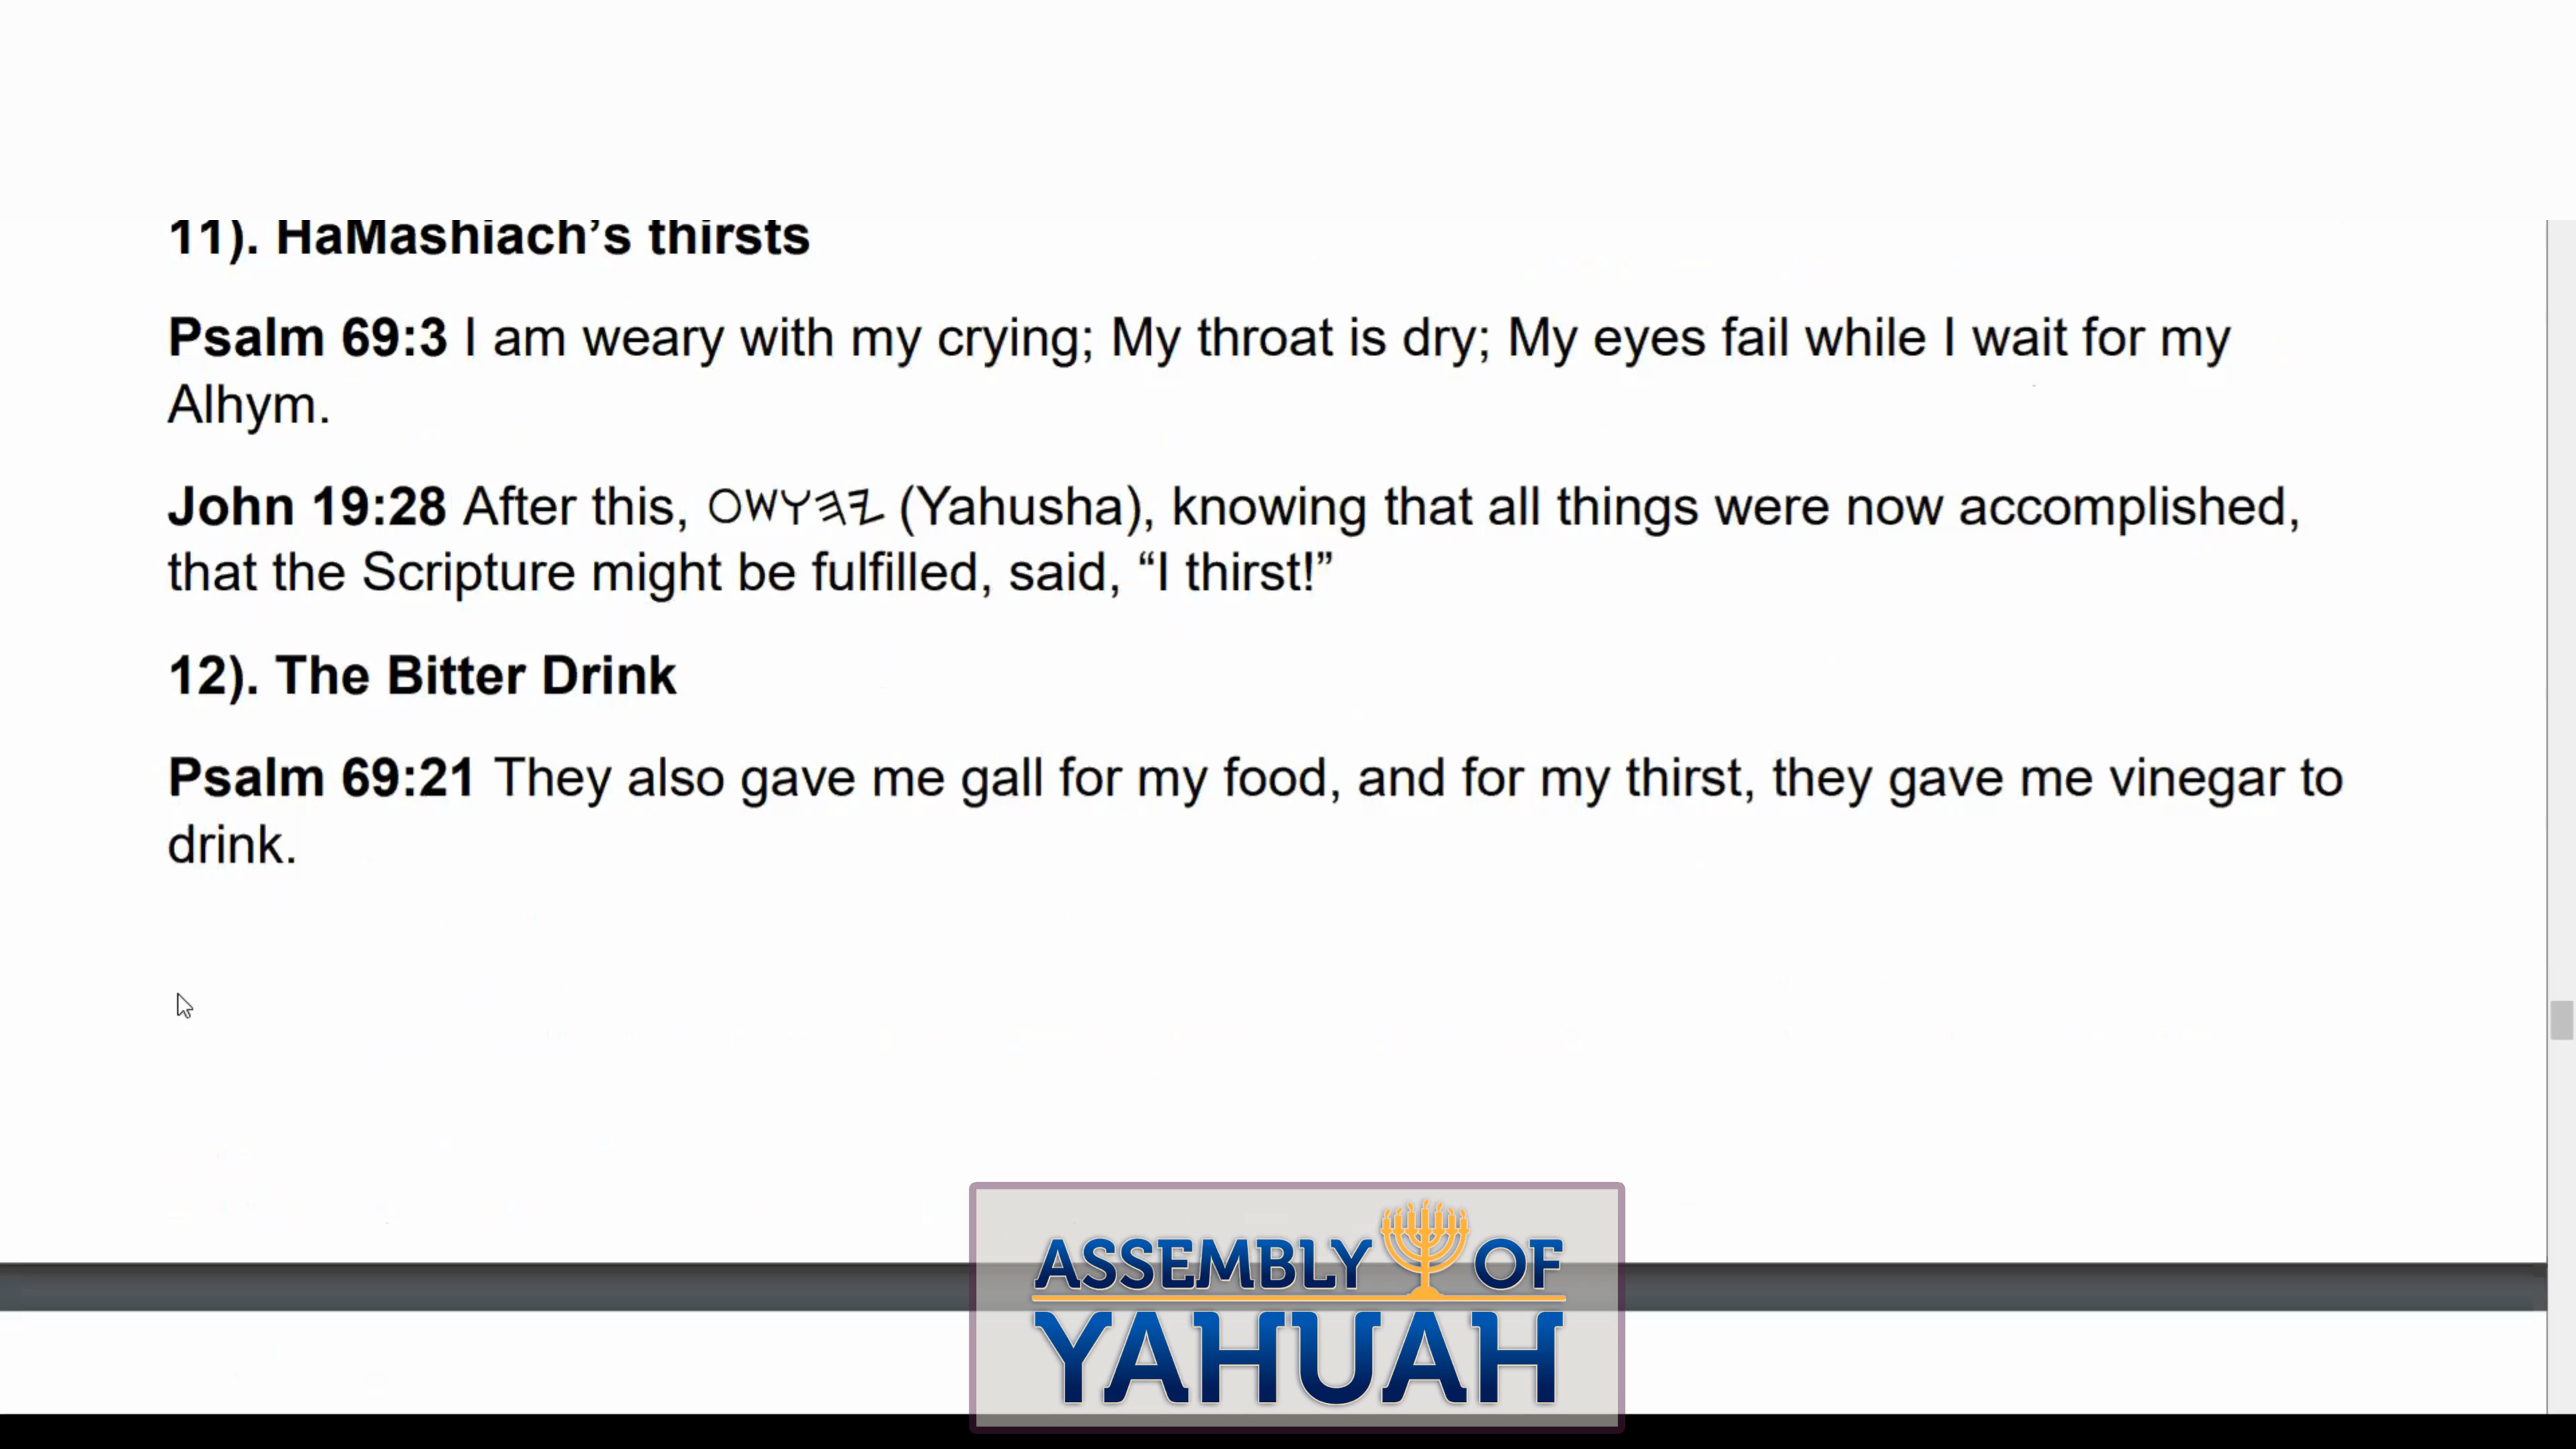 11). HaMashiach’s thirsts
Psalm 69:3 I am weary with my crying; My throat is dry; My eyes fail while I wait for my
Alhym.
John 19:28 After this, 𐤉𐤄𐤅𐤔𐤏 (Yahusha), knowing that all things were now accomplished,
that the Scripture might be fulfilled, said, “I thirst!”
12). The Bitter Drink
Psalm 69:21 They also gave me gall for my food, and for my thirst, they gave me vinegar to
drink.
ASSEMBLY OF
YAHUAH